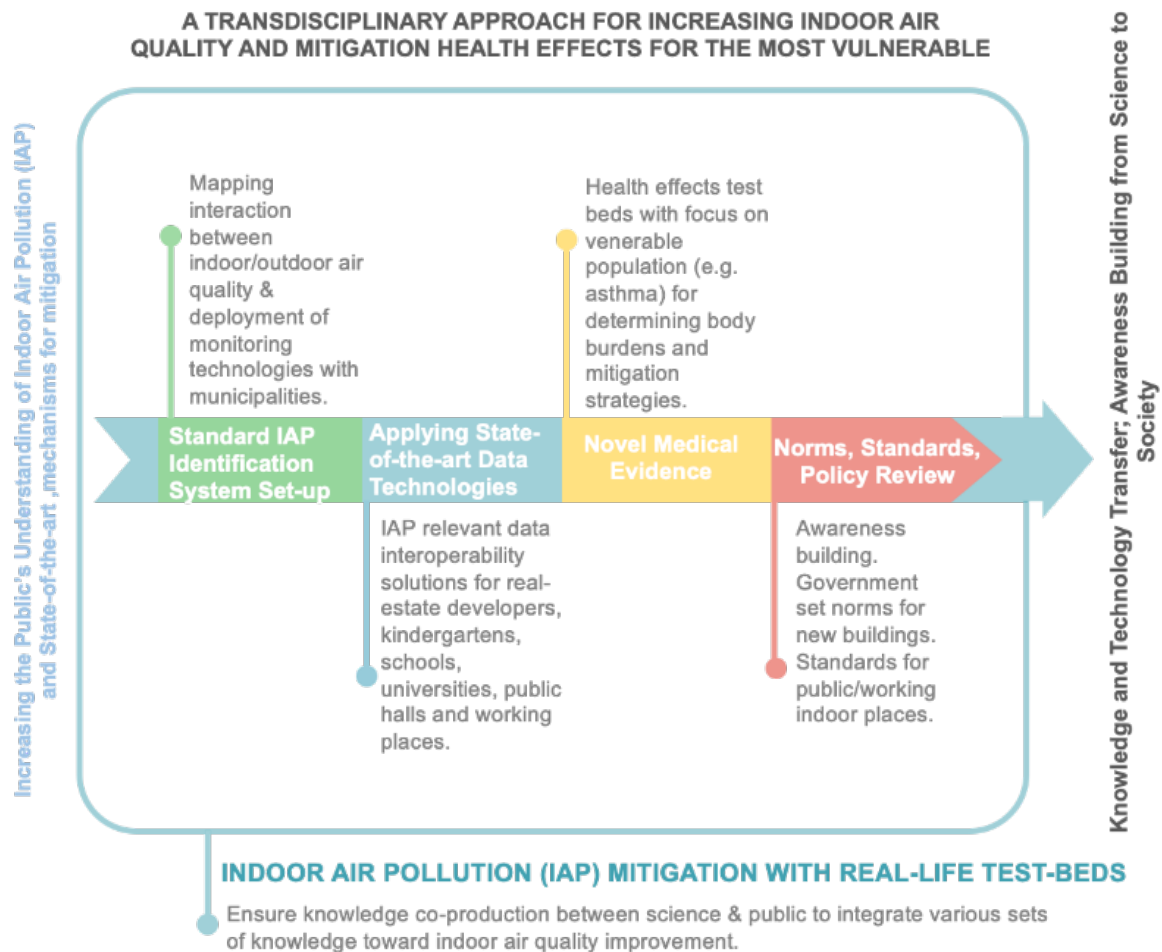 A TRANSDISCIPLINARY APPROACH FOR INCREASING INDOOR AIR
QUALITY AND MITIGATION HEALTH EFFECTS FOR THE MOST VULNERABLE
Increasing the Public's Understanding of Indoor Air Pollution (IAP)
and State-of-the-art ,mechanisms for mitigation
Mapping
interaction
between
indoor/outdoor air
quality &
deployment of
monitoring
technologies with
municipalities.
Health effects test
beds with focus on
venerable
population (e.g.
asthma) for
determining body
burdens and
mitigation
strategies.
Standard IAP
Identification
System Set-up
Applying State-
of-the-art Data
Technologies
Novel Medical
Evidence
Norms, Standards,
Policy Review
IAP relevant data
interoperability
solutions for real-
estate developers,
kindergartens,
schools,
universities, public
halls and working
places.
Awareness
building.
Government
set norms for
new buildings.
Standards for
public/working
indoor places.
Knowledge and Technology Transfer; Awareness Building from Science to
Society
INDOOR AIR POLLUTION (IAP) MITIGATION WITH REAL-LIFE TEST-BEDS
Ensure knowledge co-production between science & public to integrate various sets
of knowledge toward indoor air quality improvement.